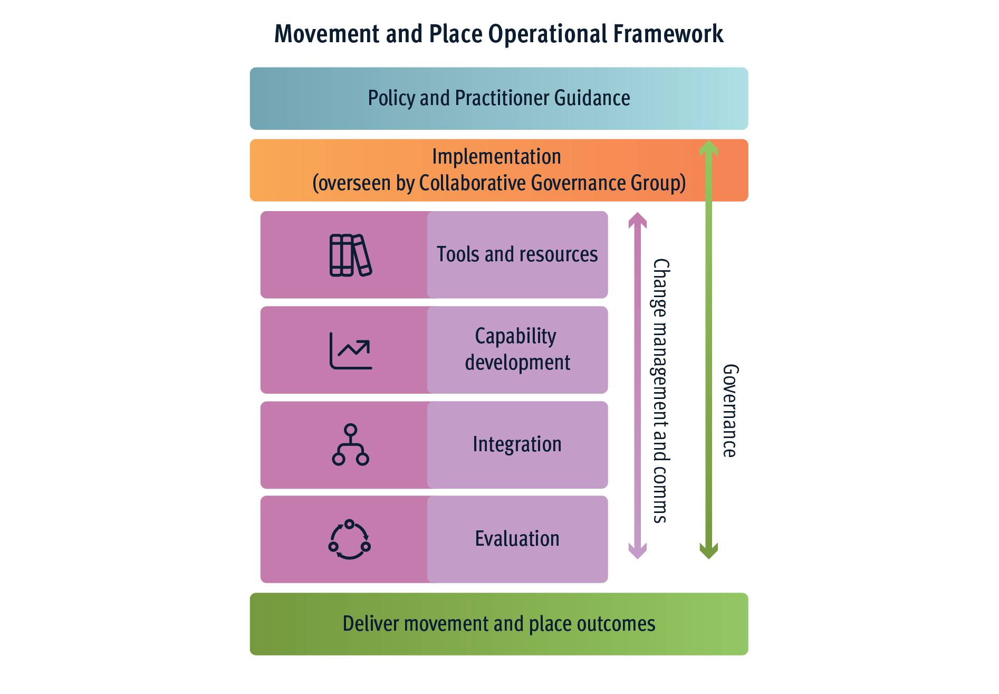 Movement and Place Operational Framework
Policy and Practitioner Guidance
Implementation
(overseen by Collaborative Governance Group)
Tools and resources
Capability
development
Integration
Evaluation
Change management and comms
Governance
Deliver movement and place outcomes